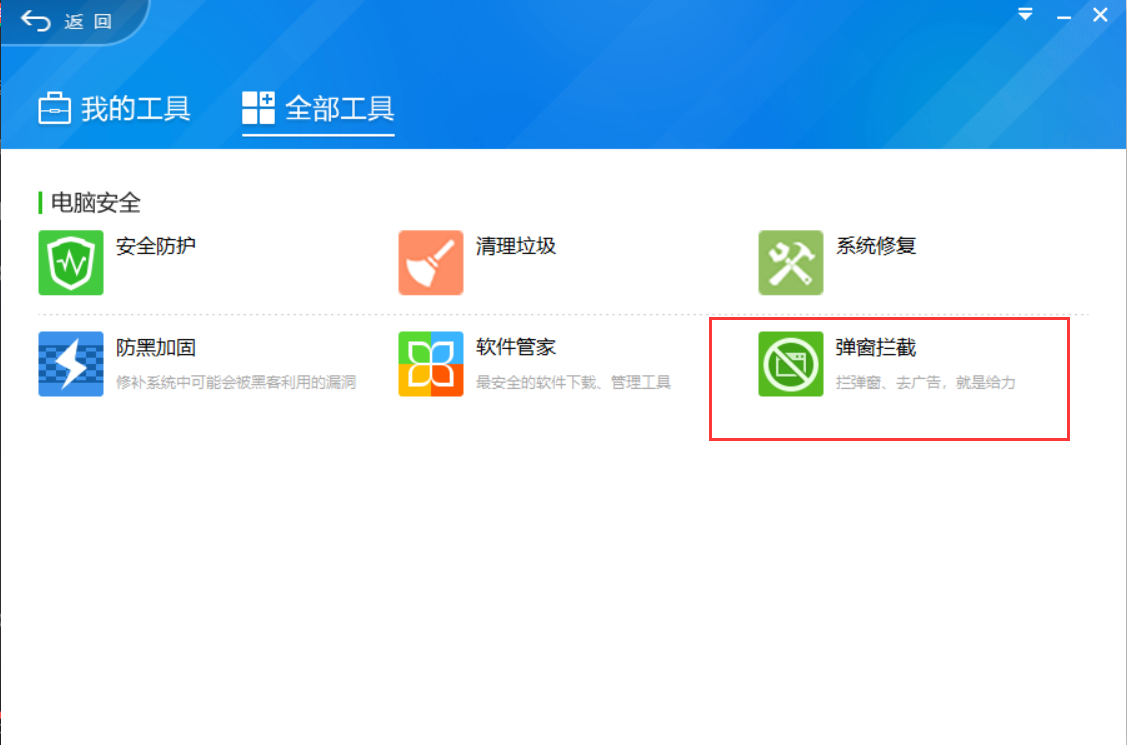 返 回
我的工具 全部工具
电脑安全
安全防护 清理垃圾 系统修复
防黑加固 软件管家 弹窗拦截
修补系统中可能会被黑客利用的漏洞 最安全的软件下载、管理工具 拦弹窗、去广告，就是给力